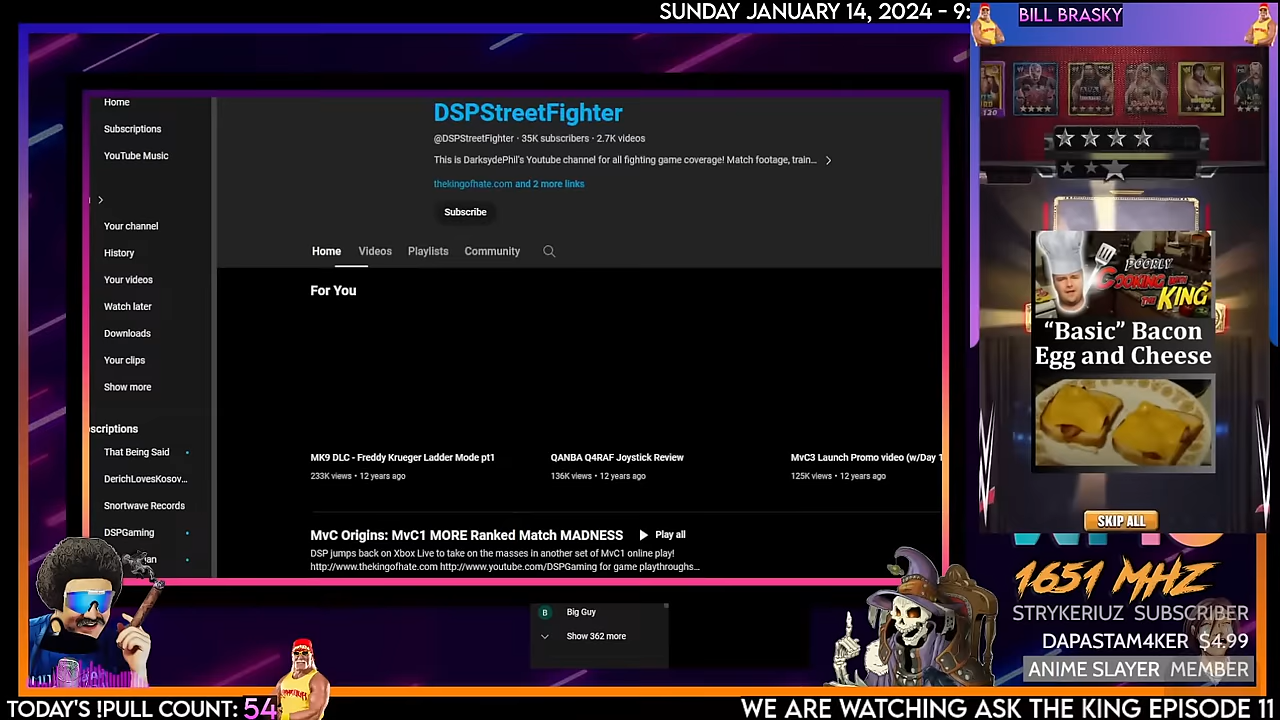 SUNDAY JANUARY 14, 2024 - 9:
BILL BRASKY
Home
Subscriptions
YouTube Music
Your channel
History
Your videos
Watch later
Downloads
Your clips
Show more
scriptions
That Being Said
DerichLovesKosov...
Snortwave Records
DSPGaming
an
DSPStreetFighter
@DSPStreetFighter · 35K subscribers · 2.7K videos
This is DarksydePhil's Youtube channel for all fighting game coverage! Match footage, train...
thekingofhate.com and 2 more links
Subscribe
Home Videos Playlists Community
For You
MK9 DLC - Freddy Krueger Ladder Mode pt1
233K views · 12 years ago
QANBA Q4RAF Joystick Review
136K views · 12 years ago
MvC3 Launch Promo video (w/Day 1
125K views · 12 years ago
MvC Origins: MvC1 MORE Ranked Match MADNESS
Play all
DSP jumps back on Xbox Live to take on the masses in another set of MvC1 online play!
http://www.thekingofhate.com http://www.youtube.com/DSPGaming for game playthroughs...
B Big Guy
Show 362 more
120
POORLY
COOKING WITH
THE KING
“Basic” Bacon
Egg and Cheese
SKIP ALL
1651 MHZ
STRYKERIUZ SUBSCRIBER
DAPASTAM4KER $4.99
ANIME SLAYER MEMBER
TODAY'S !PULL COUNT: 54
WE ARE WATCHING ASK THE KING EPISODE 11